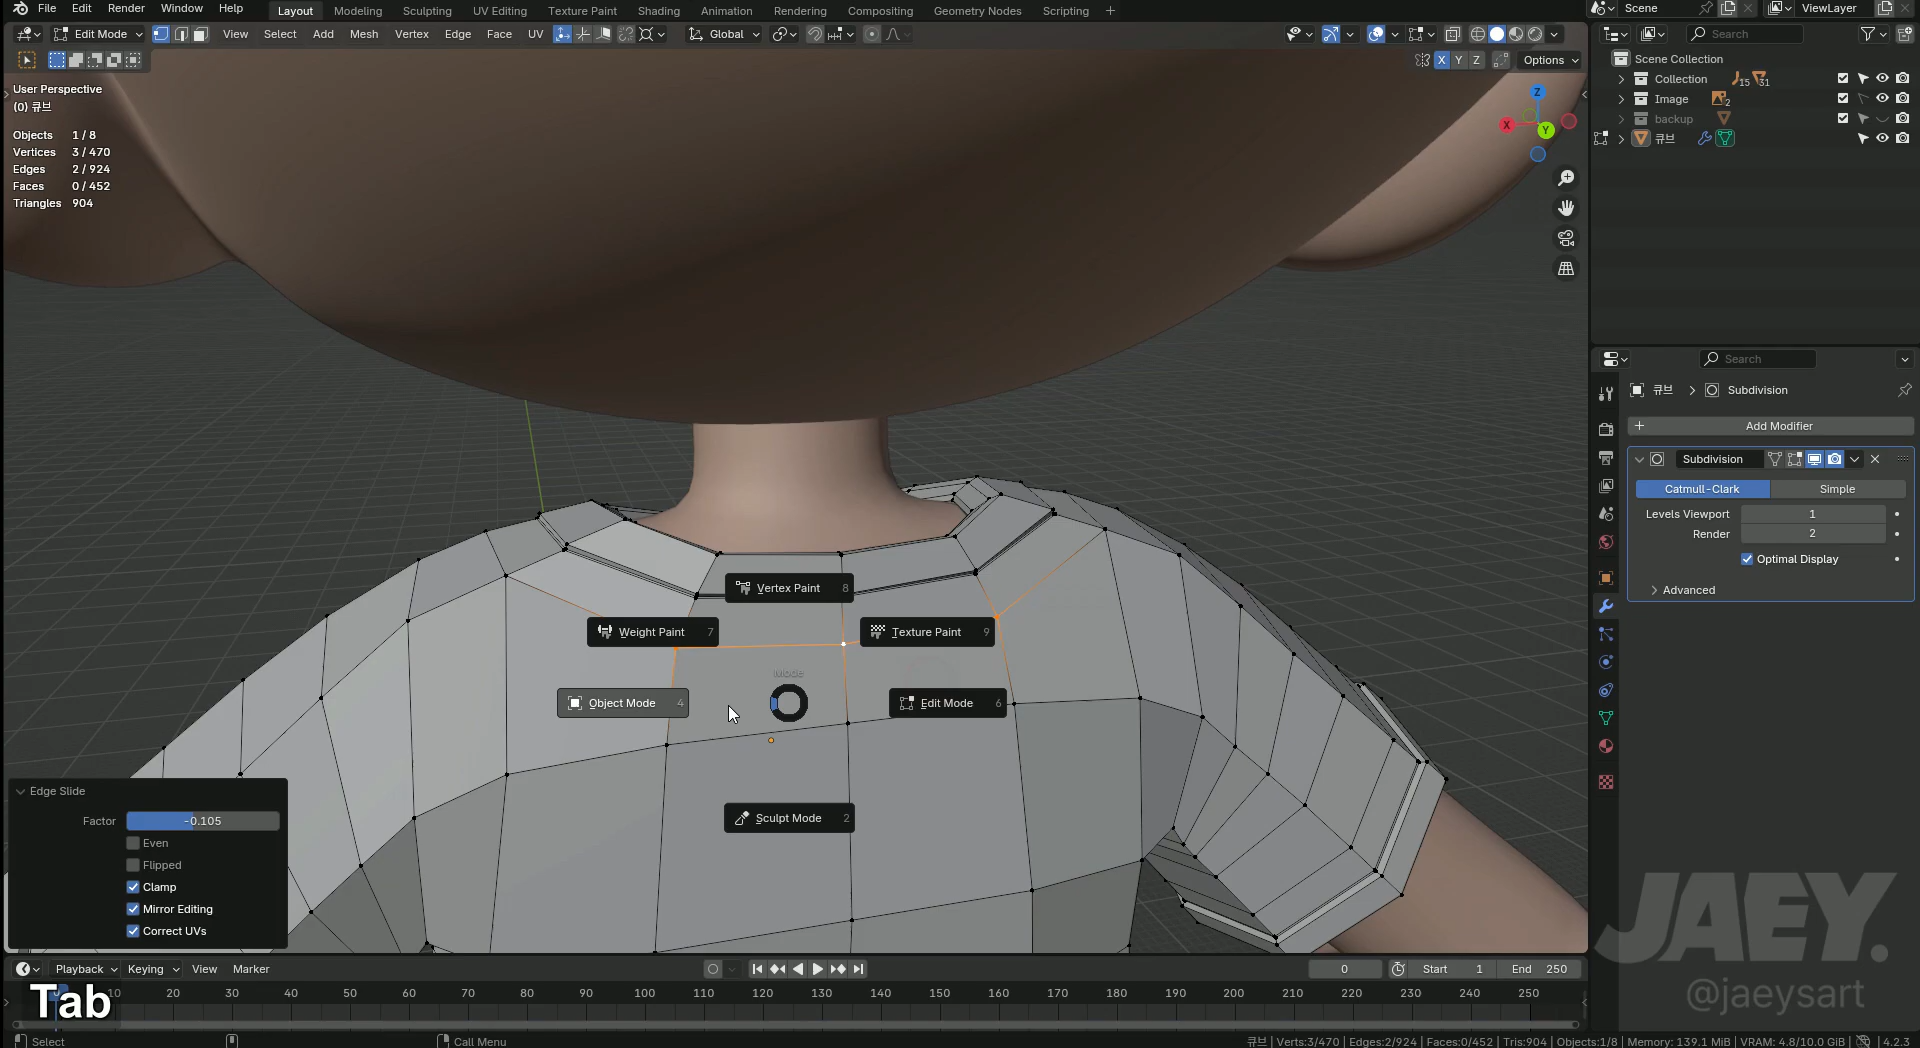 File Edit Render Window Help Layout Modeling Sculpting UV Editing Texture Paint Shading Animation Rendering Compositing Geometry Nodes Scripting + Scene ViewLayer
Edit Mode View Select Add Mesh Vertex Edge Face UV Global Search
X Y Z Options
User Perspective
(0) 큐브
Objects 1 / 8
Vertices 3 / 470
Edges 2 / 924
Faces 0 / 452
Triangles 904
Z
X
Y
Scene Collection
Collection 15 31
Image 2
backup
큐브
Search
큐브 > Subdivision
+ Add Modifier
Subdivision
Catmull-Clark Simple
Levels Viewport 1
Render 2
Optimal Display
Advanced
Vertex Paint 8
Weight Paint 7
Texture Paint 9
Mode
Object Mode 4
Edit Mode 6
Sculpt Mode 2
Edge Slide
Factor -0.105
Even
Flipped
Clamp
Mirror Editing
Correct UVs
JAEY.
@jaeysart
Playback Keying View Marker 0 Start 1 End 250
10 20 30 40 50 60 70 80 90 100 110 120 130 140 150 160 170 180 190 200 210 220 230 240 250
Tab
Select Call Menu 큐브 | Verts:3/470 | Edges:2/924 | Faces:0/452 | Tris:904 | Objects:1/8 | Memory: 139.1 MiB | VRAM: 4.8/10.0 GiB | 4.2.3